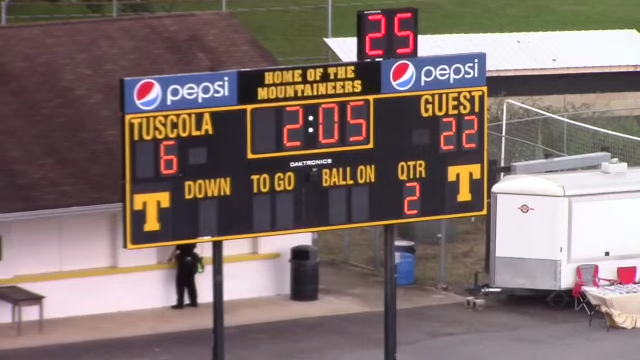 25
pepsi HOME OF THE MOUNTAINEERS pepsi
TUSCOLA 2:05 GUEST
6 22
DAKTRONICS
DOWN TO GO BALL ON QTR
T 2 T